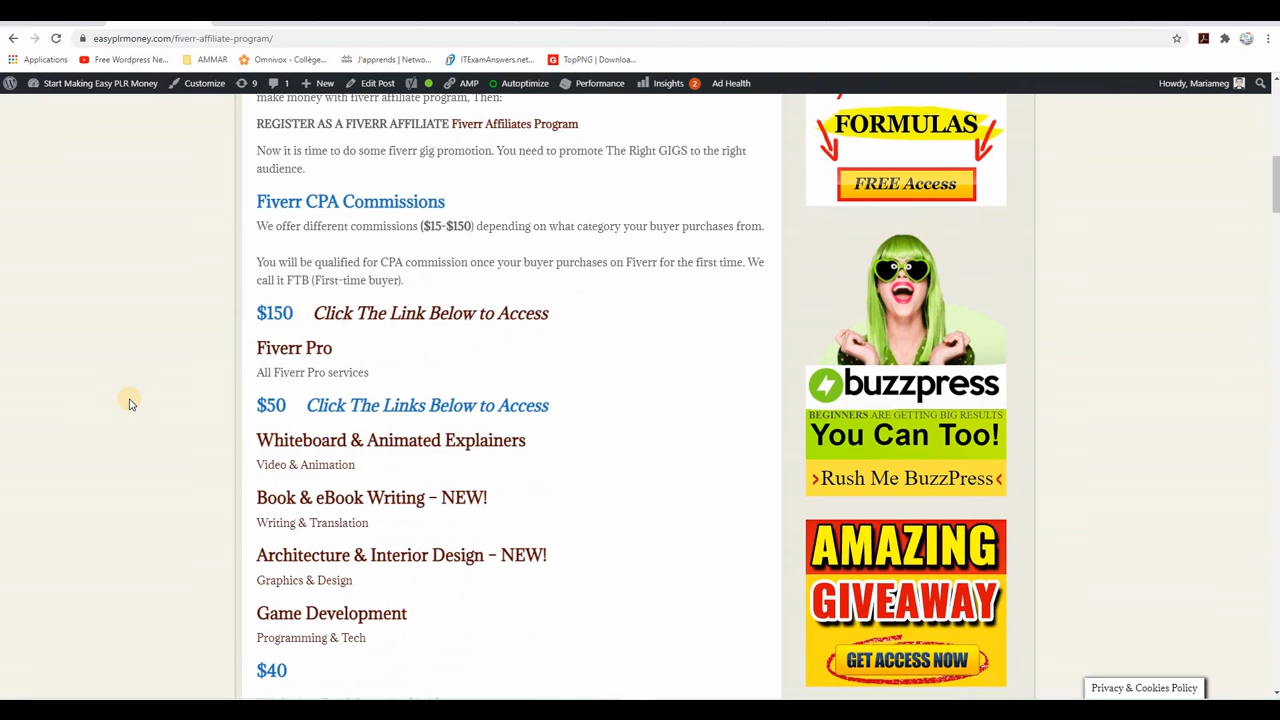 easyplrmoney.com/fiverr-affiliate-program/
Applications
Free Wordpress Ne...
AMMAR
Omnivox - Collège...
J'apprends | Netwo...
ITExamAnswers.net...
TopPNG | Downloa...
Start Making Easy PLR Money
Customize
9
1
New
Edit Post
AMP
Autoptimize
Performance
Insights 2
Ad Health
Howdy, Mariameg
make money with fiverr affiliate program, Then:
REGISTER AS A FIVERR AFFILIATE Fiverr Affiliates Program
Now it is time to do some fiverr gig promotion. You need to promote The Right GIGS to the right
audience.
Fiverr CPA Commissions
We offer different commissions ($15-$150) depending on what category your buyer purchases from.
You will be qualified for CPA commission once your buyer purchases on Fiverr for the first time. We
call it FTB (First-time buyer).
$150 Click The Link Below to Access
Fiverr Pro
All Fiverr Pro services
$50 Click The Links Below to Access
Whiteboard & Animated Explainers
Video & Animation
Book & eBook Writing – NEW!
Writing & Translation
Architecture & Interior Design – NEW!
Graphics & Design
Game Development
Programming & Tech
$40
FORMULAS
FREE Access
buzzpress
BEGINNERS ARE GETTING BIG RESULTS
You Can Too!
›Rush Me BuzzPress‹
AMAZING
GIVEAWAY
GET ACCESS NOW
Privacy & Cookies Policy